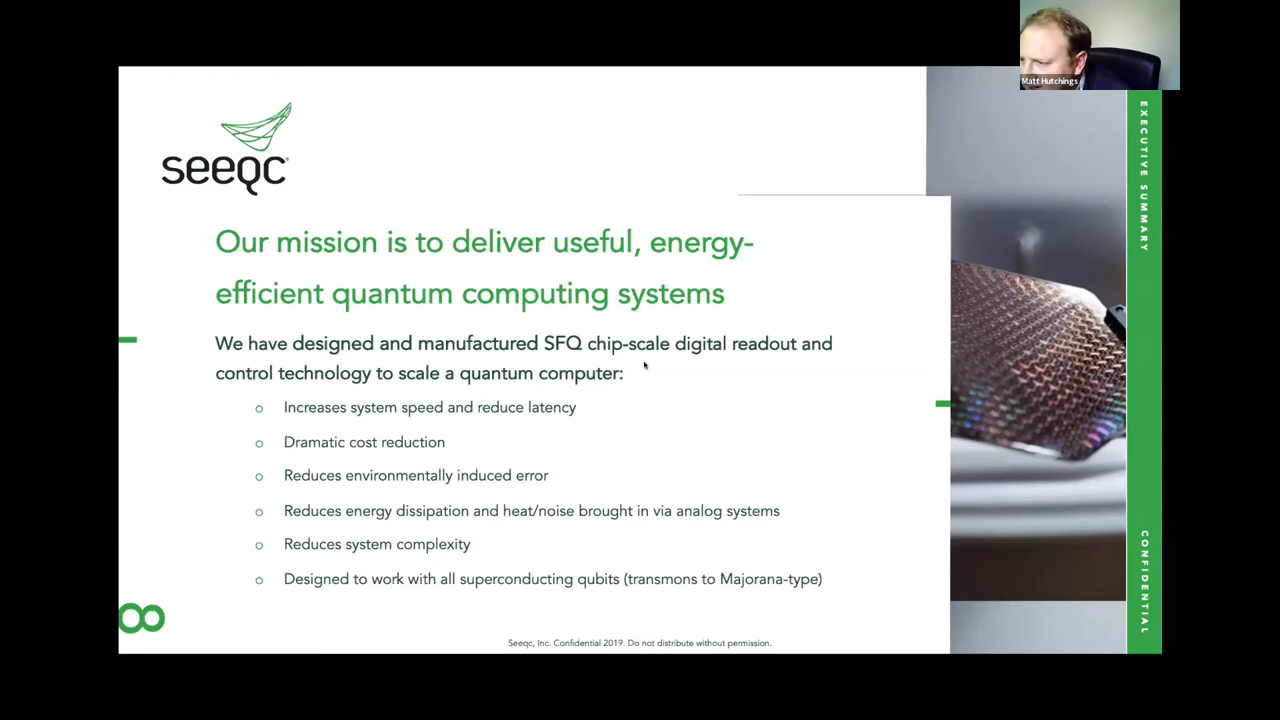 Matt Hutchings
seeQC
EXECUTIVE SUMMARY
Our mission is to deliver useful, energy-
efficient quantum computing systems
We have designed and manufactured SFQ chip-scale digital readout and
control technology to scale a quantum computer:
Increases system speed and reduce latency
Dramatic cost reduction
Reduces environmentally induced error
Reduces energy dissipation and heat/noise brought in via analog systems
Reduces system complexity
Designed to work with all superconducting qubits (transmons to Majorana-type)
CONFIDENTIAL
Seeqc, Inc. Confidential 2019. Do not distribute without permission.